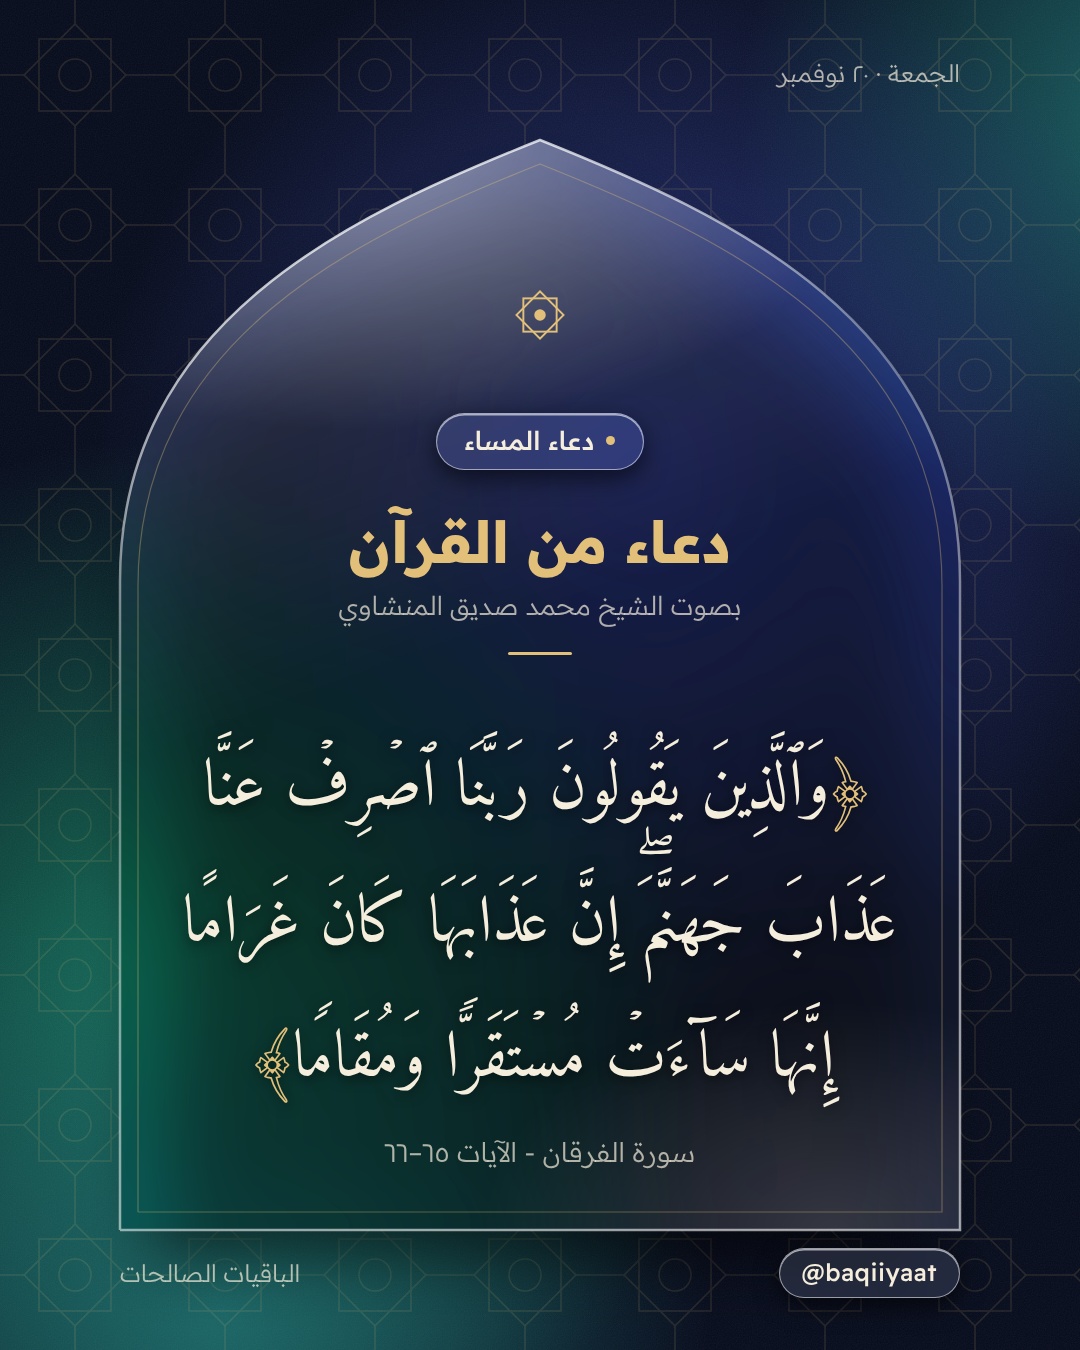 الجمعة · ٢٠ نوفمبر
دعاء المساء
دعاء من القرآن
بصوت الشيخ محمد صديق المنشاوي
﴿وَٱلَّذِينَ يَقُولُونَ رَبَّنَا ٱصۡرِفۡ عَنَّا
عَذَابَ جَهَنَّمَۖ إِنَّ عَذَابَهَا كَانَ غَرَامًا
إِنَّهَا سَآءَتۡ مُسۡتَقَرًّا وَمُقَامًا﴾
سورة الفرقان - الآيات ٦٥–٦٦
الباقيات الصالحات
@baqiiyaat